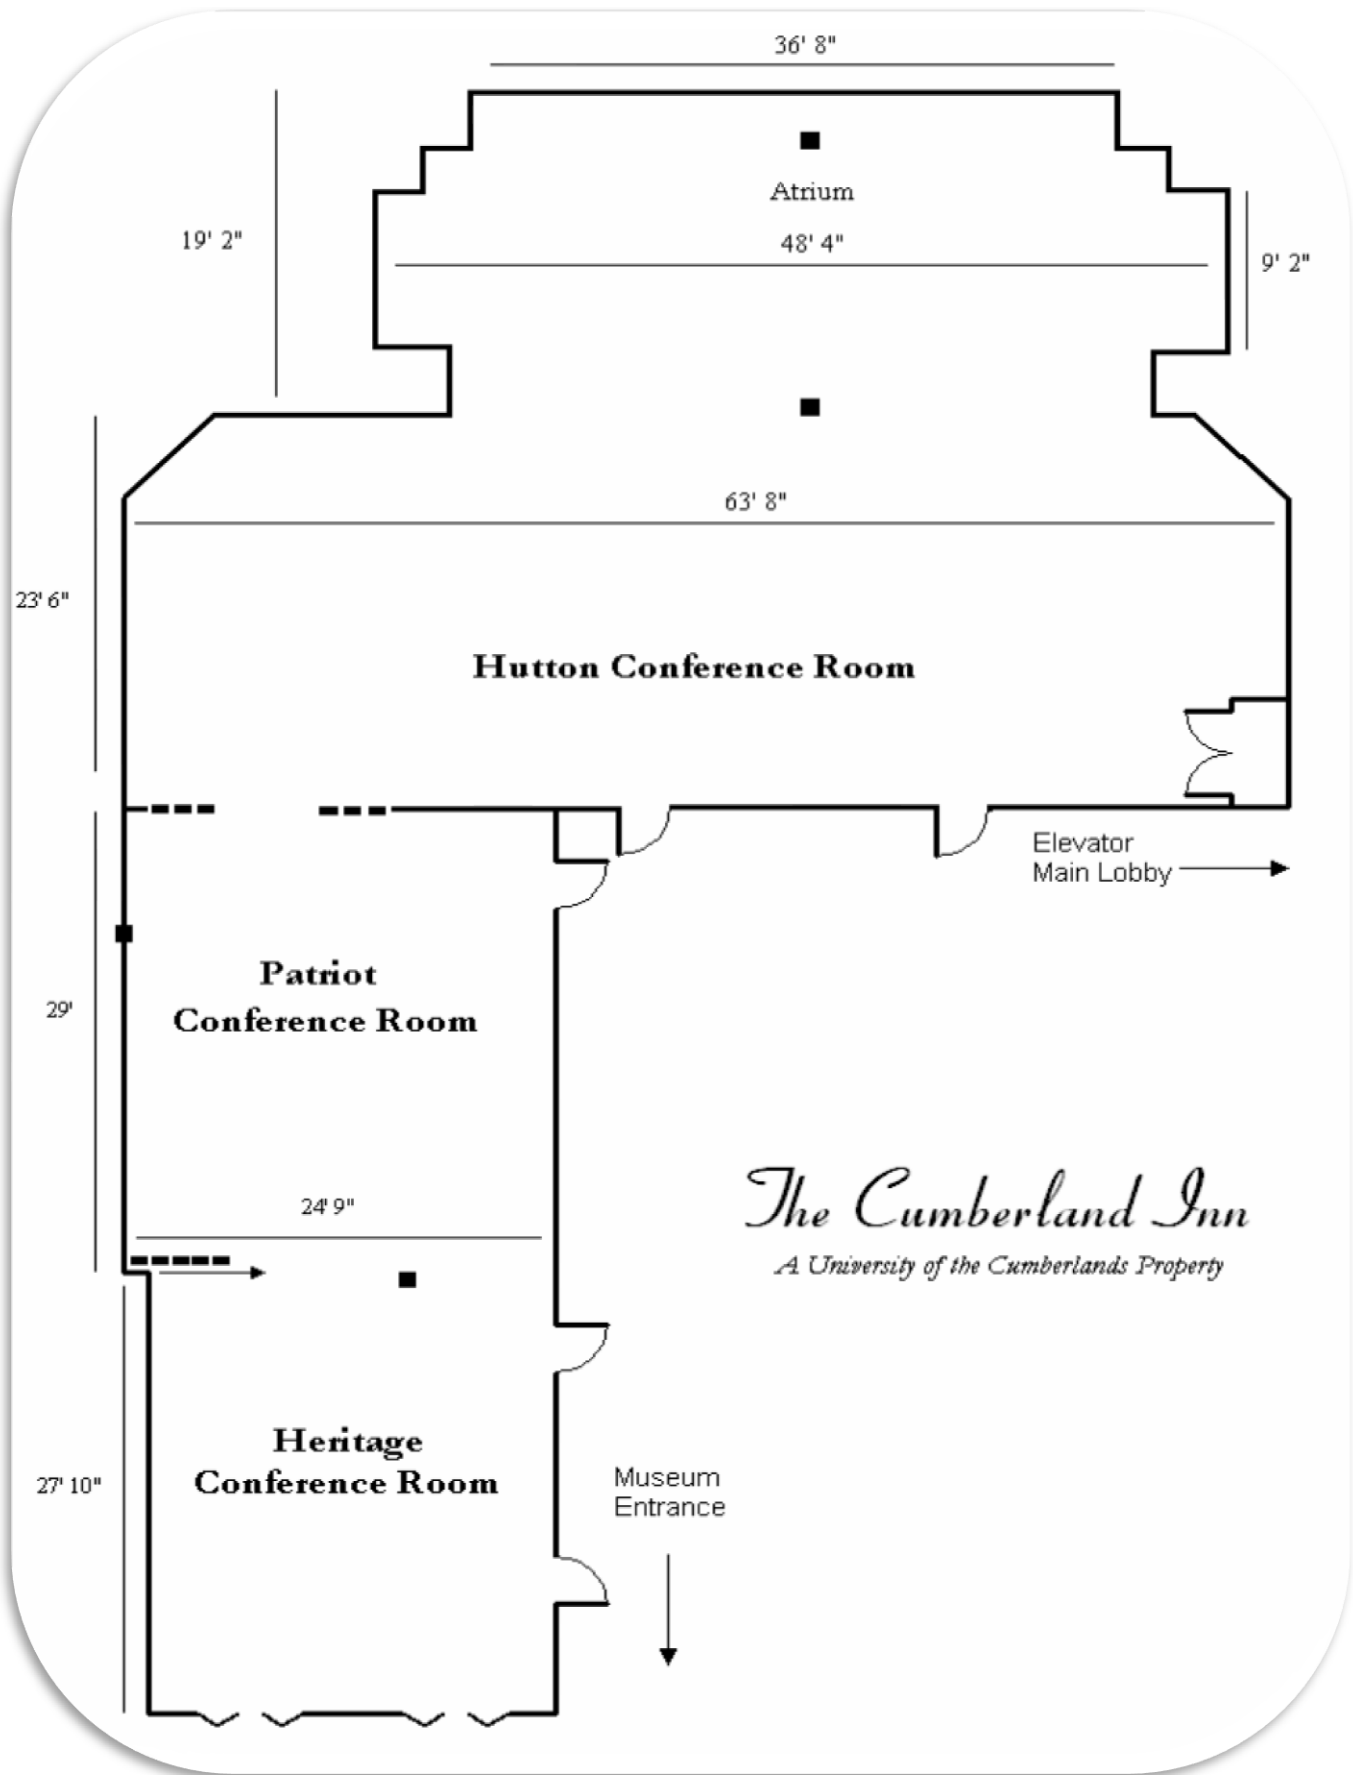 36' 8"
Atrium
19' 2"
48' 4"
9' 2"
63' 8"
23' 6"
Hutton Conference Room
Elevator
Main Lobby
Patriot
Conference Room
29'
24' 9"
The Cumberland Inn
A University of the Cumberlands Property
Heritage
Conference Room
27' 10"
Museum
Entrance